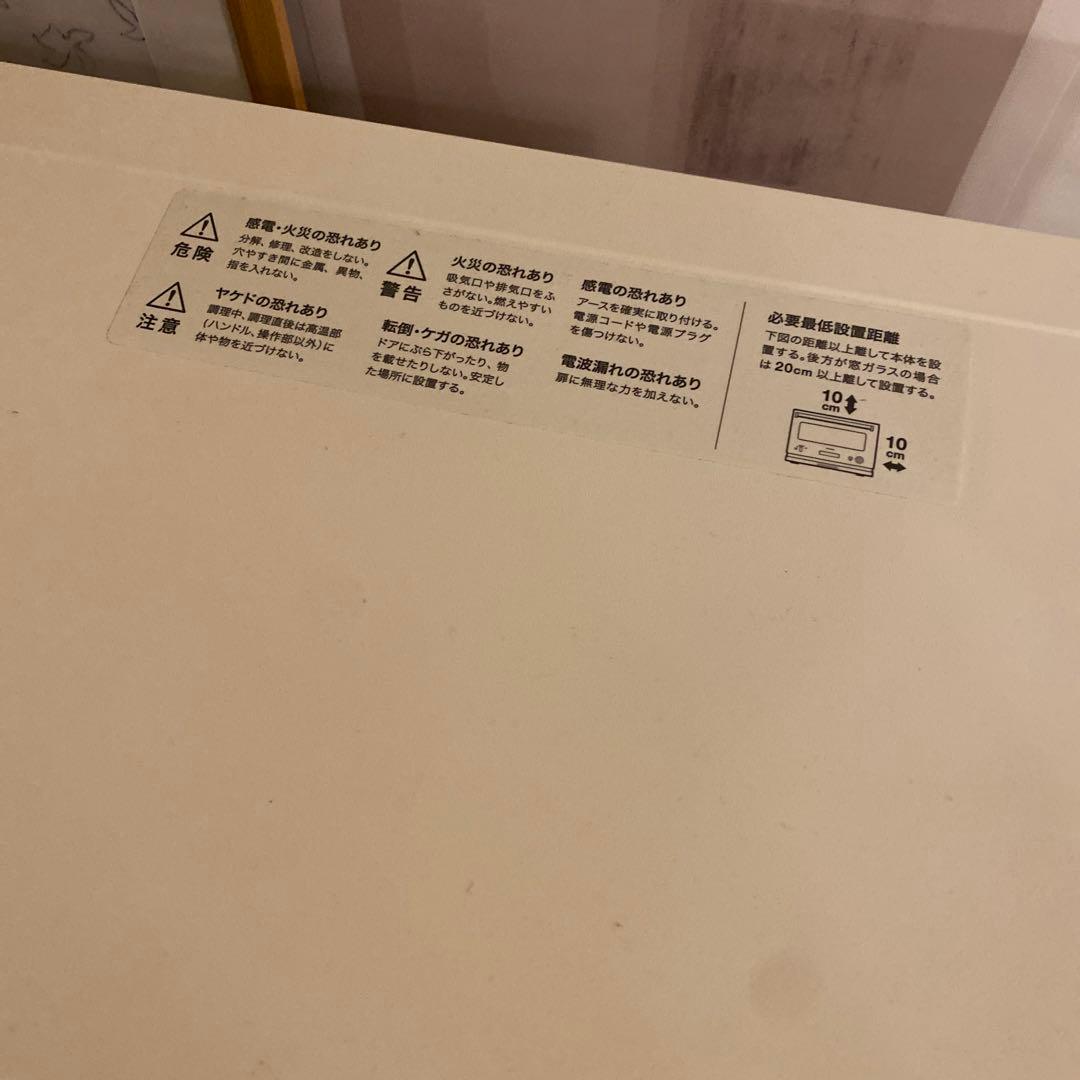 危険
感電・火災の恐れあり
分解、修理、改造をしない。
穴やすき間に金属、異物、
指を入れない。
注意
ヤケドの恐れあり
調理中、調理直後は高温部
(ハンドル、操作部以外)に
体や物を近づけない。
警告
火災の恐れあり
吸気口や排気口をふ
さがない。燃えやすい
ものを近づけない。
転倒・ケガの恐れあり
ドアにぶら下がったり、物
を載せたりしない。安定し
た場所に設置する。
感電の恐れあり
アースを確実に取り付ける。
電源コードや電源プラグ
を傷つけない。
電波漏れの恐れあり
扉に無理な力を加えない。
必要最低設置距離
下図の距離以上離して本体を設
置する。後方が窓ガラスの場合
は20cm以上離して設置する。
10
cm
10
cm